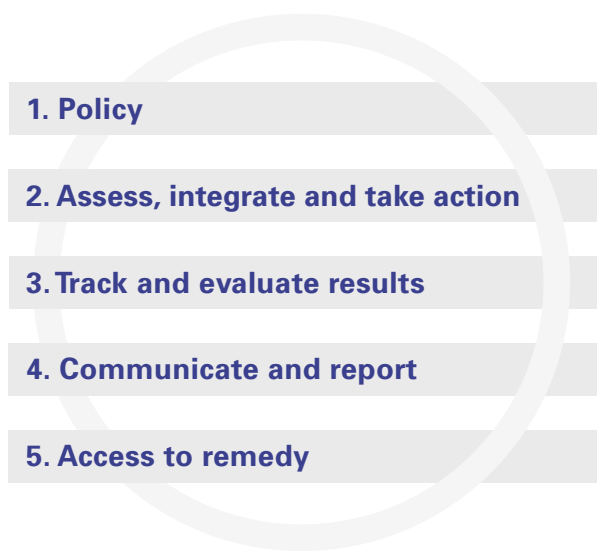 1. Policy
2. Assess, integrate and take action
3. Track and evaluate results
4. Communicate and report
5. Access to remedy